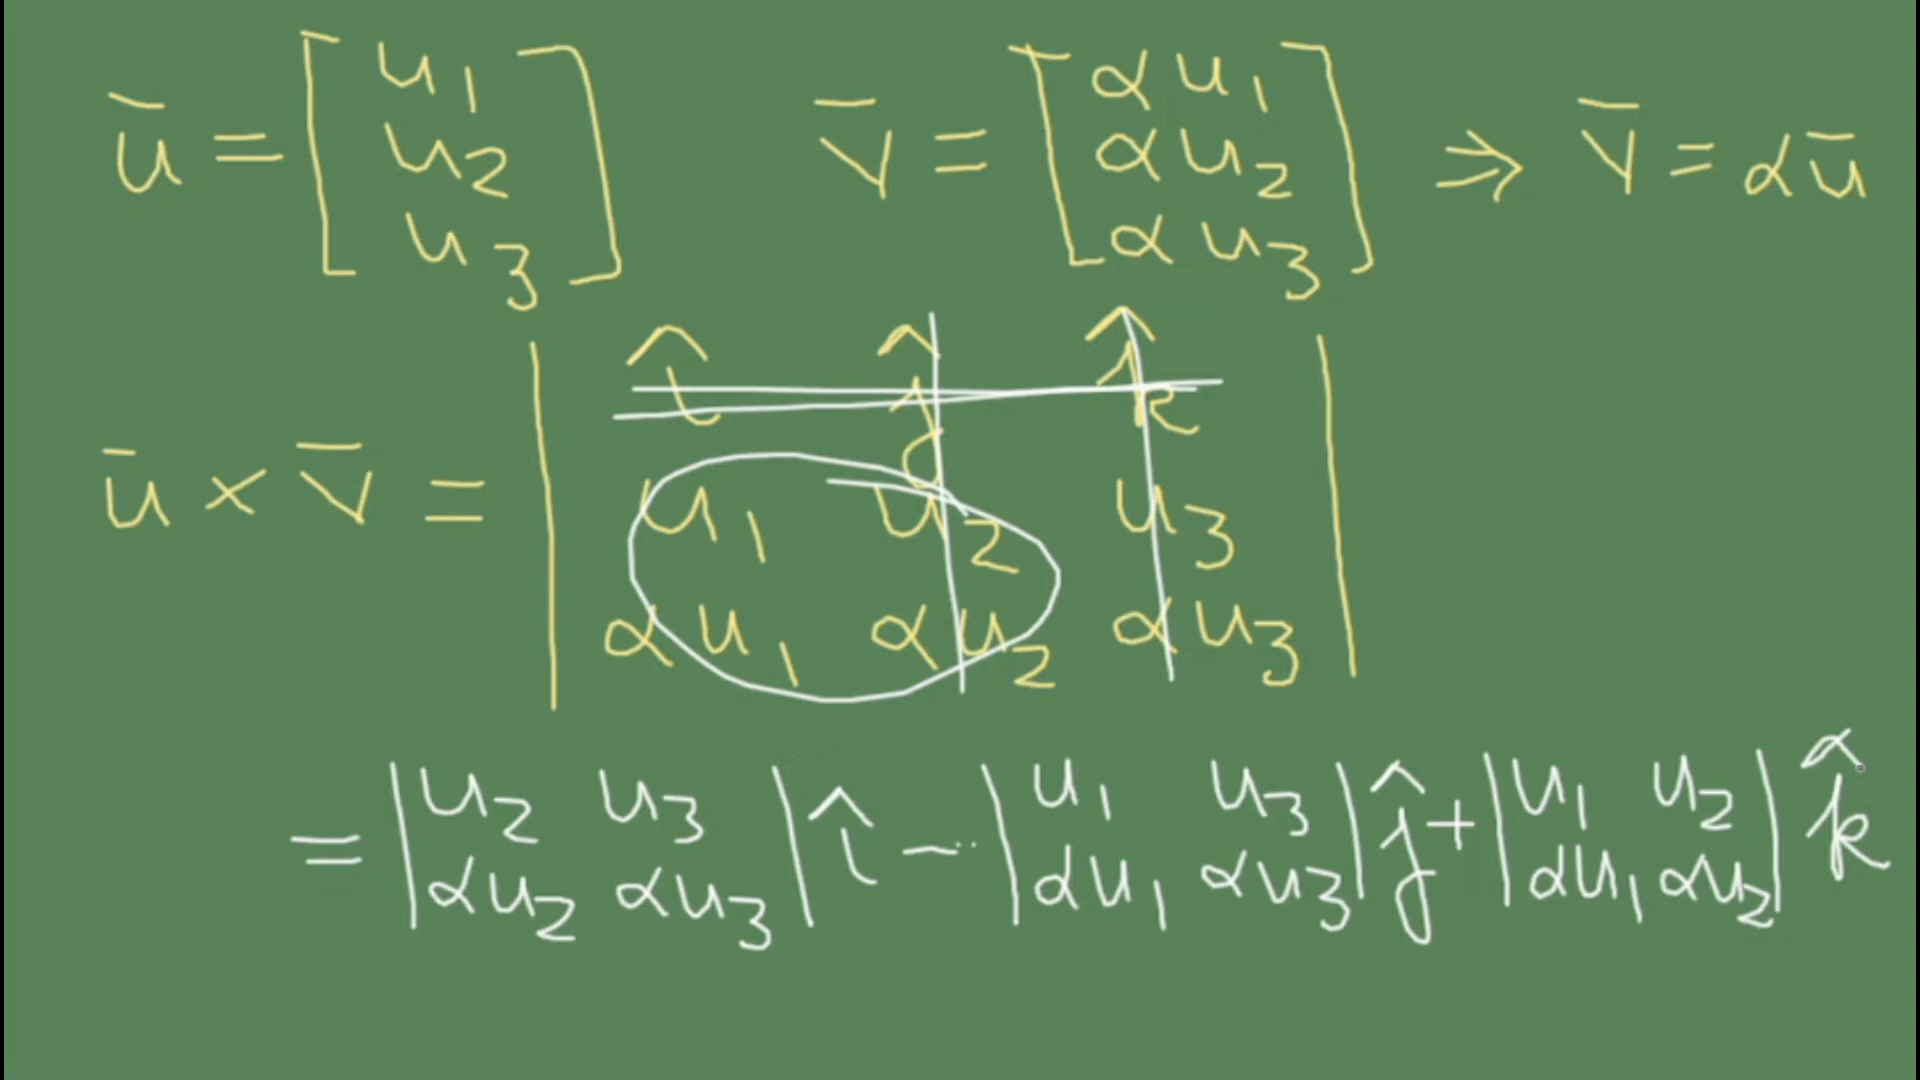 ū = [u₁ u₂ u₃] v̄ = [αu₁ αu₂ αu₃] ⇒ v̄ = αū
ū × v̄ = | î ĵ k̂
u₁ u₂ u₃
αu₁ αu₂ αu₃ |
= |u₂ u₃ αu₂ αu₃| î − |u₁ u₃ αu₁ αu₃| ĵ + |u₁ u₂ αu₁ αu₂| k̂